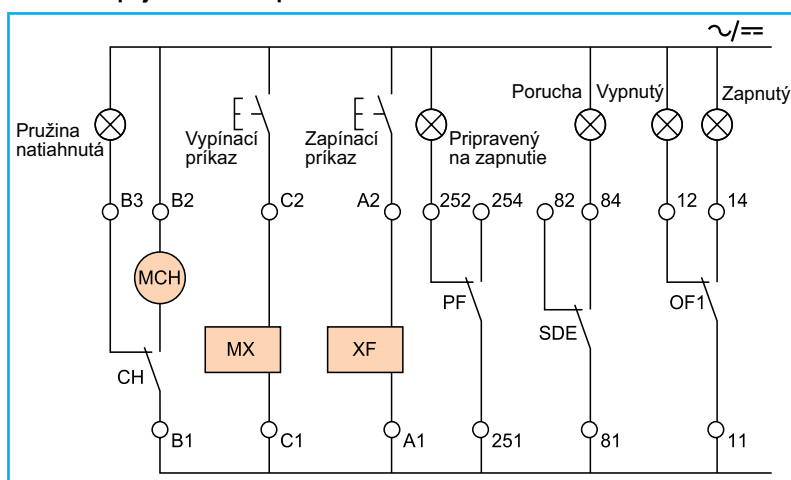 ~/==
Porucha
Vypnutý
Zapnutý
Pružina
natiahnutá
Vypínací
príkaz
Zapínací
príkaz
Pripravený
na zapnutie
B3
B2
C2
A2
252
254
82
84
12
14
MCH
PF
OF1
SDE
MX
XF
CH
B1
C1
A1
251
81
11